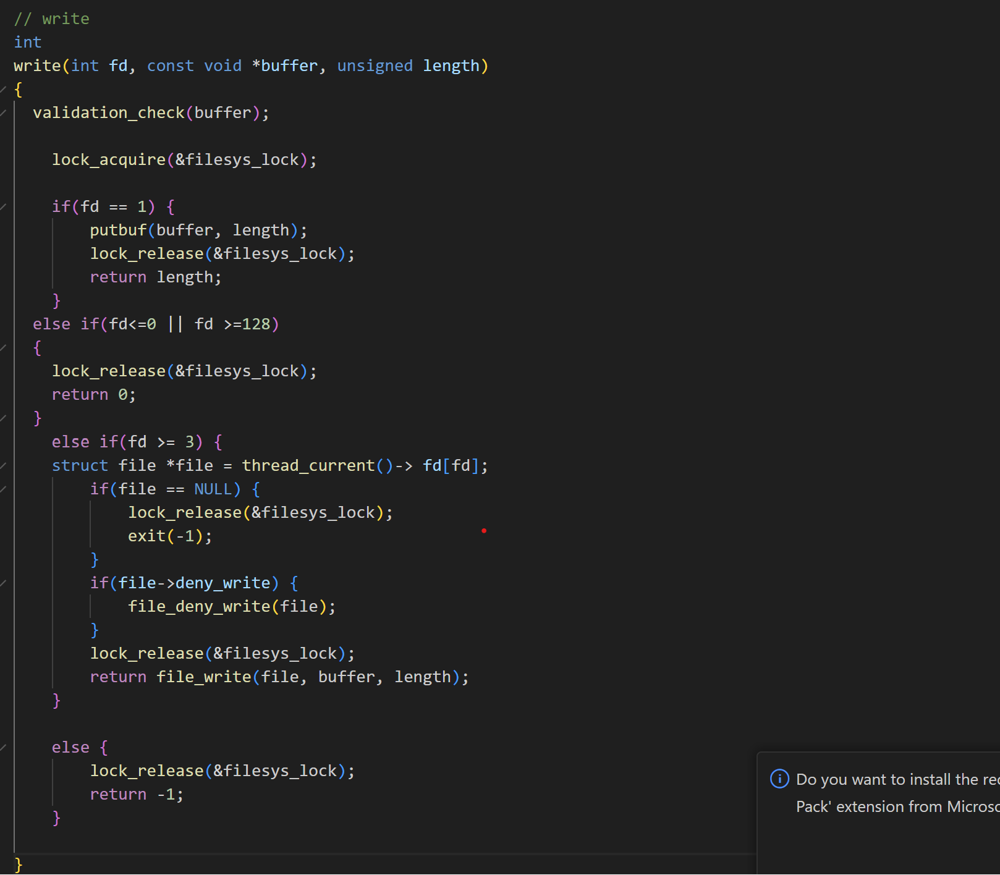 // write
int
write(int fd, const void *buffer, unsigned length)
{
  validation_check(buffer);

    lock_acquire(&filesys_lock);

    if(fd == 1) {
        putbuf(buffer, length);
        lock_release(&filesys_lock);
        return length;
    }
  else if(fd<=0 || fd >=128)
  {
    lock_release(&filesys_lock);
    return 0;
  }
    else if(fd >= 3) {
    struct file *file = thread_current()-> fd[fd];
        if(file == NULL) {
            lock_release(&filesys_lock);
            exit(-1);
        }
        if(file->deny_write) {
            file_deny_write(file);
        }
        lock_release(&filesys_lock);
        return file_write(file, buffer, length);
    }

    else {
        lock_release(&filesys_lock);
        return -1;
    }

}
Do you want to install the
Pack' extension from